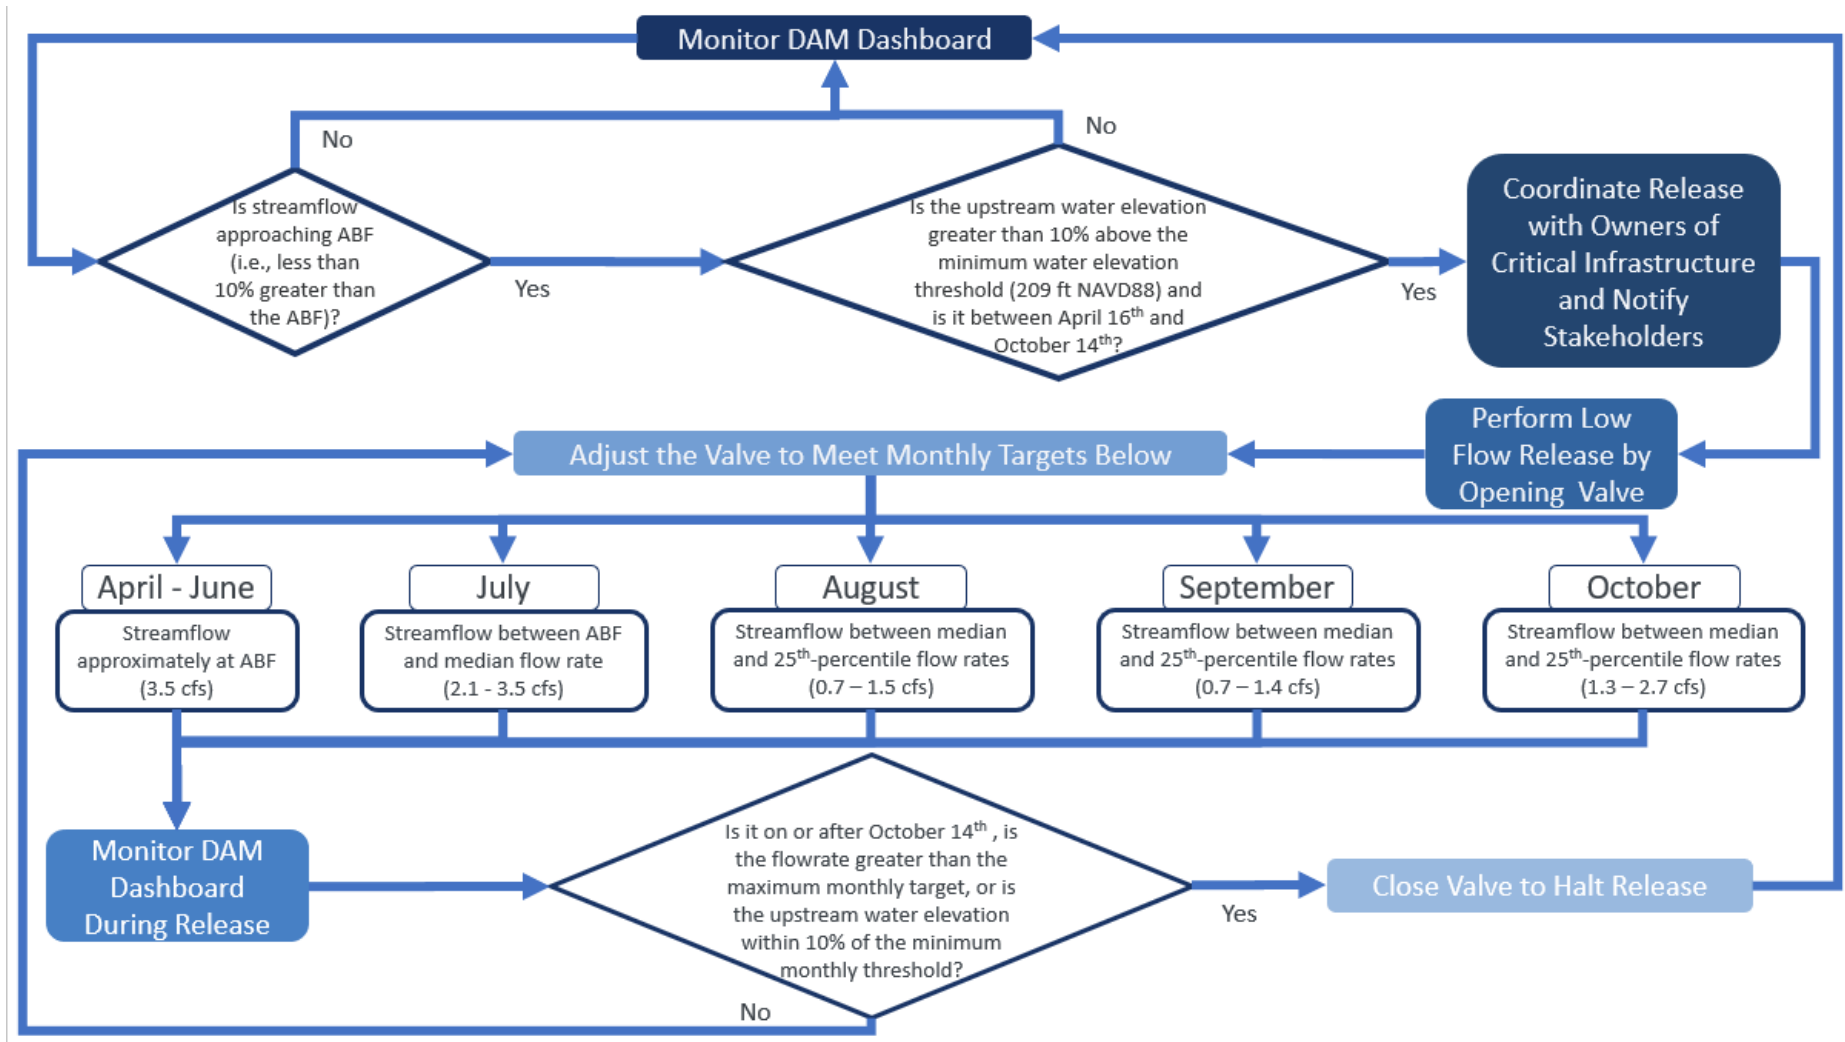 Monitor DAM Dashboard
No
No
Is streamflow
approaching ABF
(i.e., less than
10% greater than
the ABF)?
Yes
Is the upstream water elevation
greater than 10% above the
minimum water elevation
threshold (209 ft NAVD88) and
is it between April 16th and
October 14th?
Yes
Coordinate Release
with Owners of
Critical Infrastructure
and Notify
Stakeholders
Perform Low
Flow Release by
Opening Valve
Adjust the Valve to Meet Monthly Targets Below
April - June
Streamflow
approximately at ABF
(3.5 cfs)
July
Streamflow between ABF
and median flow rate
(2.1 - 3.5 cfs)
August
Streamflow between median
and 25th-percentile flow rates
(0.7 – 1.5 cfs)
September
Streamflow between median
and 25th-percentile flow rates
(0.7 – 1.4 cfs)
October
Streamflow between median
and 25th-percentile flow rates
(1.3 – 2.7 cfs)
Monitor DAM
Dashboard
During Release
Is it on or after October 14th , is
the flowrate greater than the
maximum monthly target, or is
the upstream water elevation
within 10% of the minimum
monthly threshold?
Yes
Close Valve to Halt Release
No